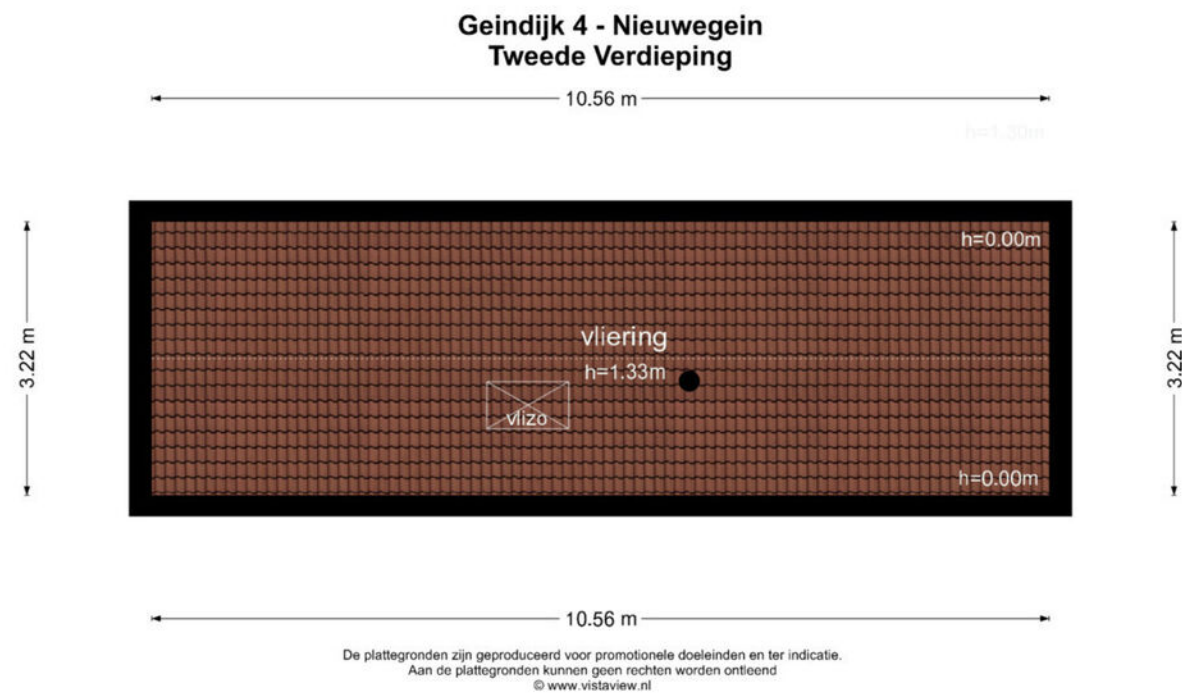 Geindijk 4 - Nieuwegein
Tweede Verdieping
10.56 m
h=1.30m
h=0.00m
3.22 m
3.22 m
vliering
h=1.33m
vlizo
h=0.00m
10.56 m
De plattegronden zijn geproduceerd voor promotionele doeleinden en ter indicatie.
Aan de plattegronden kunnen geen rechten worden ontleend
© www.vistaview.nl